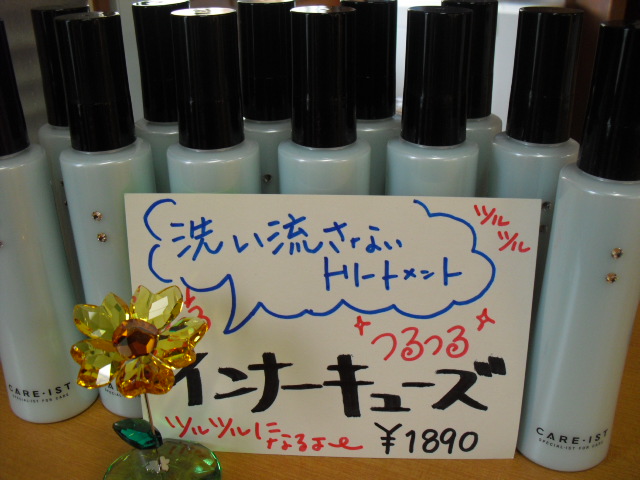 洗い流さない
トリートメント
ツルツル
つるつる
インナーキューズ
ツルツルになるよ〜
¥1890
CARE・IST
SPECIALIST FOR CARE
CARE・IST
SPECIALIST FOR CARE